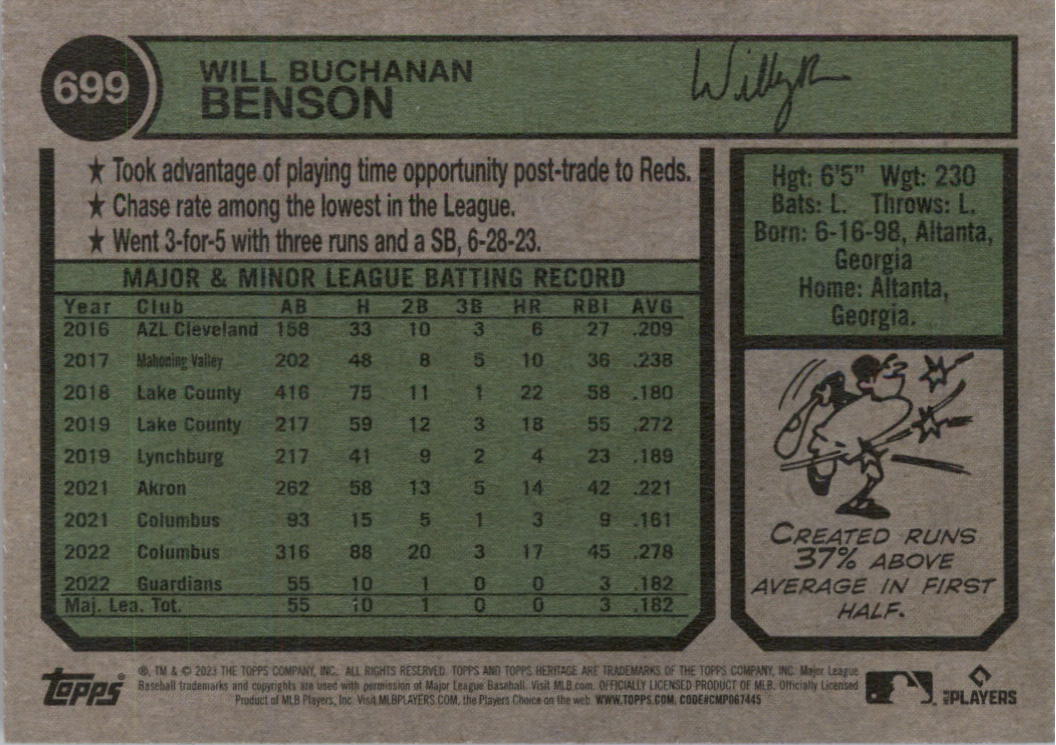 699
WILL BUCHANAN
BENSON
★ Took advantage of playing time opportunity post-trade to Reds.
★ Chase rate among the lowest in the League.
★ Went 3-for-5 with three runs and a SB, 6-28-23.
MAJOR & MINOR LEAGUE BATTING RECORD
Year Club AB H 2B 3B HR RBI AVG
2016 AZL Cleveland 158 33 10 3 6 27 .209
2017 Mahoning Valley 202 48 8 5 10 36 .238
2018 Lake County 416 75 11 1 22 58 .180
2019 Lake County 217 59 12 3 18 55 .272
2019 Lynchburg 217 41 9 2 4 23 .189
2021 Akron 262 58 13 5 14 42 .221
2021 Columbus 93 15 5 1 3 9 .161
2022 Columbus 316 88 20 3 17 45 .278
2022 Guardians 55 10 1 0 0 3 .182
Maj. Lea. Tot. 55 10 1 0 0 3 .182
Hgt: 6'5" Wgt: 230
Bats: L. Throws: L.
Born: 6-16-98, Altanta,
Georgia
Home: Altanta,
Georgia.
CREATED RUNS
37% ABOVE
AVERAGE IN FIRST
HALF.
topps
®, TM & © 2023 THE TOPPS COMPANY, INC. ALL RIGHTS RESERVED. TOPPS AND TOPPS HERITAGE ARE TRADEMARKS OF THE TOPPS COMPANY, INC. Major League
Baseball trademarks and copyrights are used with permission of Major League Baseball. Visit MLB.com. OFFICIALLY LICENSED PRODUCT OF MLB. Officially Licensed
Product of MLB Players, Inc. Visit MLBPLAYERS.COM, the Players Choice on the web. WWW.TOPPS.COM. CODE#CMP067445
MLB PLAYERS